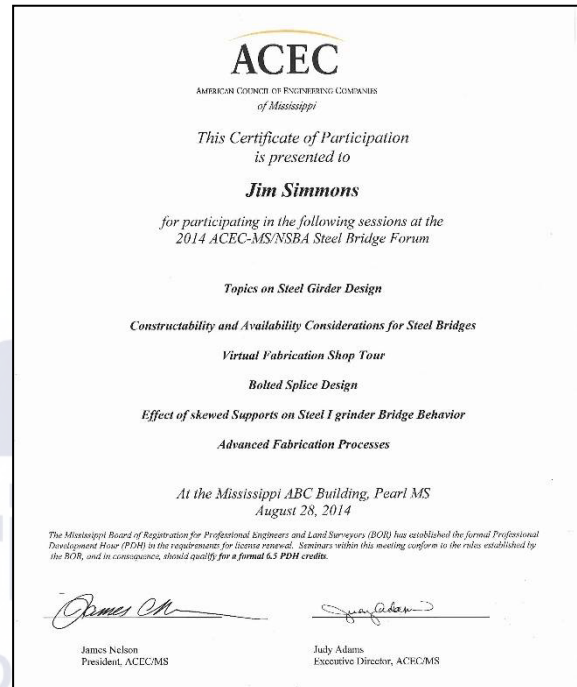 ACEC
AMERICAN COUNCIL OF ENGINEERING COMPANIES
of Mississippi
This Certificate of Participation
is presented to
Jim Simmons
for participating in the following sessions at the
2014 ACEC-MS/NSBA Steel Bridge Forum
Topics on Steel Girder Design
Constructability and Availability Considerations for Steel Bridges
Virtual Fabrication Shop Tour
Bolted Splice Design
Effect of skewed Supports on Steel I grinder Bridge Behavior
Advanced Fabrication Processes
At the Mississippi ABC Building, Pearl MS
August 28, 2014
The Mississippi Board of Registration for Professional Engineers and Land Surveyors (BOR) has established the formal Professional
Development Hour (PDH) in the requirements for license renewal. Seminars within this meeting conform to the rules established by
the BOR, and in consequence, should qualify for a formal 6.5 PDH credits.
James Nelson
President, ACEC/MS
Judy Adams
Executive Director, ACEC/MS